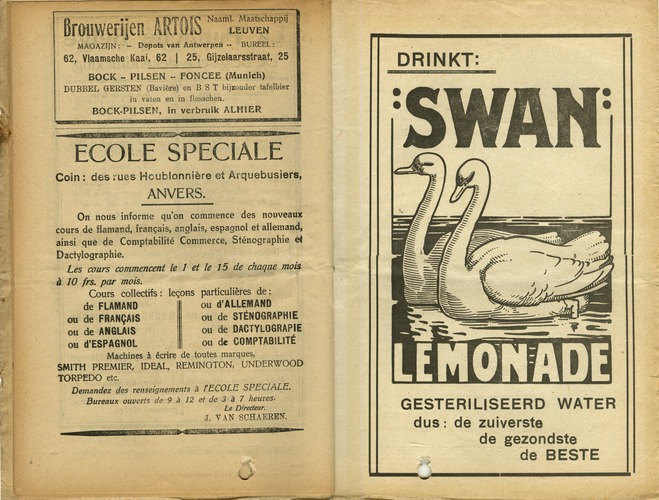 Brouwerijen ARTOIS Naaml. Maatschappij
LEUVEN
MAGAZIJN: -- Depots van Antwerpen -- BUREEL:
62, Vlaamsche Kaai, 62 | 25, Gijzelaarsstraat, 25
BOCK - PILSEN - FONCEE (Munich)
DUBBEL GERSTEN (Bavière) en B S T bijzonder tafelbier
in vaten en in flesschen.
BOCK-PILSEN, in verbruik ALHIER
ECOLE SPECIALE
Coin: des rues Houblonnière et Arquebusiers,
ANVERS.
On nous informe qu'on commence des nouveaux
cours de flamand, français, anglais, espagnol et allemand,
ainsi que de Comptabilité Commerce, Sténographie et
Dactylographie.
Les cours commencent le 1 et le 15 de chaque mois
à 10 frs. par mois.
Cours collectifs: leçons particulières de:
de FLAMAND ou d'ALLEMAND
ou de FRANÇAIS ou de STÉNOGRAPHIE
ou de ANGLAIS ou de DACTYLOGRAPIE
ou d'ESPAGNOL ou de COMPTABILITÉ
Machines à écrire de toutes marques,
SMITH PREMIER, IDEAL, REMINGTON, UNDERWOOD
TORPEDO etc.
Demandez des renseignements à l'ECOLE SPECIALE.
Bureaux ouverts de 9 à 12 et de 3 à 7 heures.
Le Directeur.
J. VAN SCHAEREN.
DRINKT:
:SWAN:
LEMONADE
GESTERILISEERD WATER
dus: de zuiverste
de gezondste
de BESTE